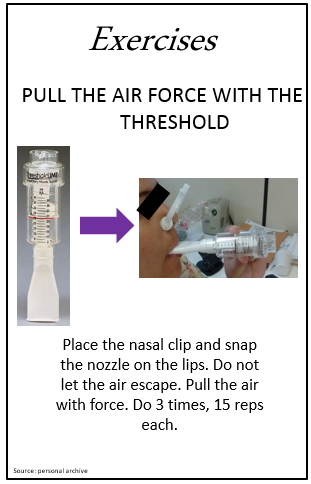 Exercises
PULL THE AIR FORCE WITH THE
THRESHOLD
Threshold IMT
Place the nasal clip and snap
the nozzle on the lips. Do not
let the air escape. Pull the air
with force. Do 3 times, 15 reps
each.
Source: personal archive